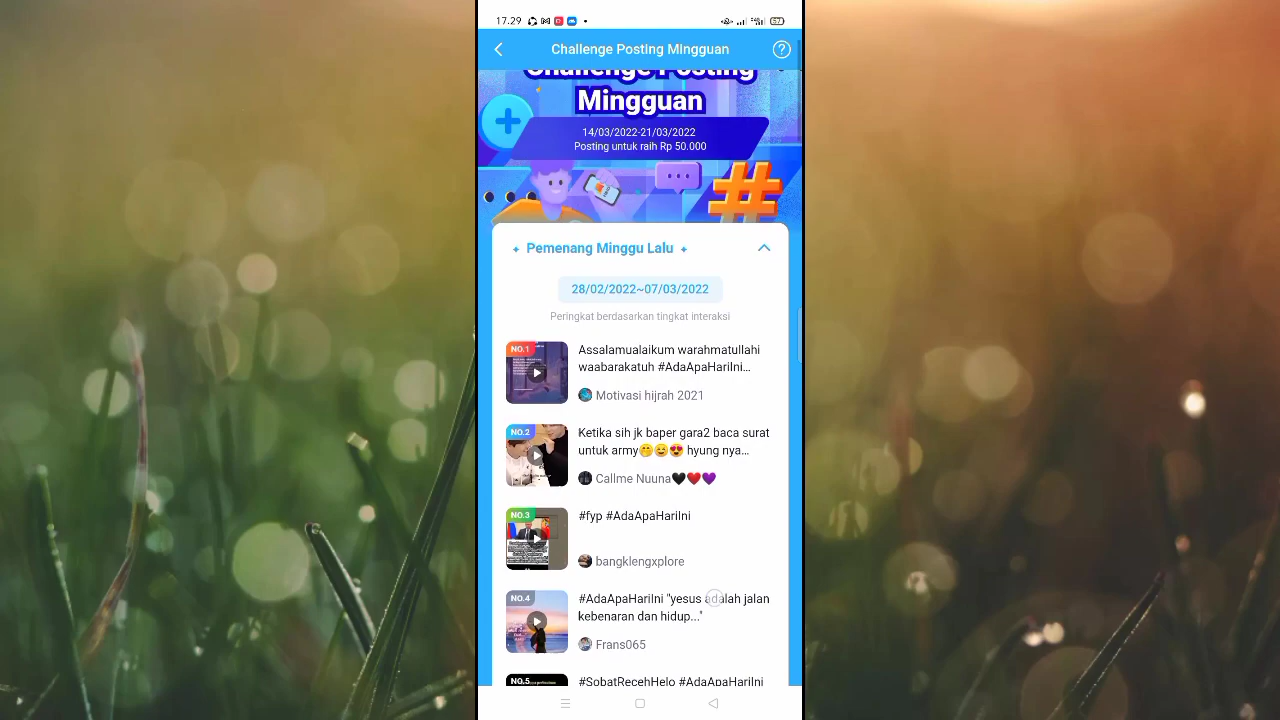 17.29
57
Challenge Posting Mingguan
Challenge Posting
Mingguan
14/03/2022-21/03/2022
Posting untuk raih Rp 50.000
#
Pemenang Minggu Lalu
28/02/2022~07/03/2022
Peringkat berdasarkan tingkat interaksi
NO.1
Assalamualaikum warahmatullahi
waabarakatuh #AdaApaHariIni...
Motivasi hijrah 2021
NO.2
Ketika sih jk baper gara2 baca surat
untuk army🤭☺️😍 hyung nya...
Callme Nuuna🖤❤️💜
NO.3
#fyp #AdaApaHariIni
bangklengxplore
NO.4
#AdaApaHariIni "yesus adalah jalan
kebenaran dan hidup..."
Frans065
NO.5
#SobatRecehHelo #AdaApaHariIni